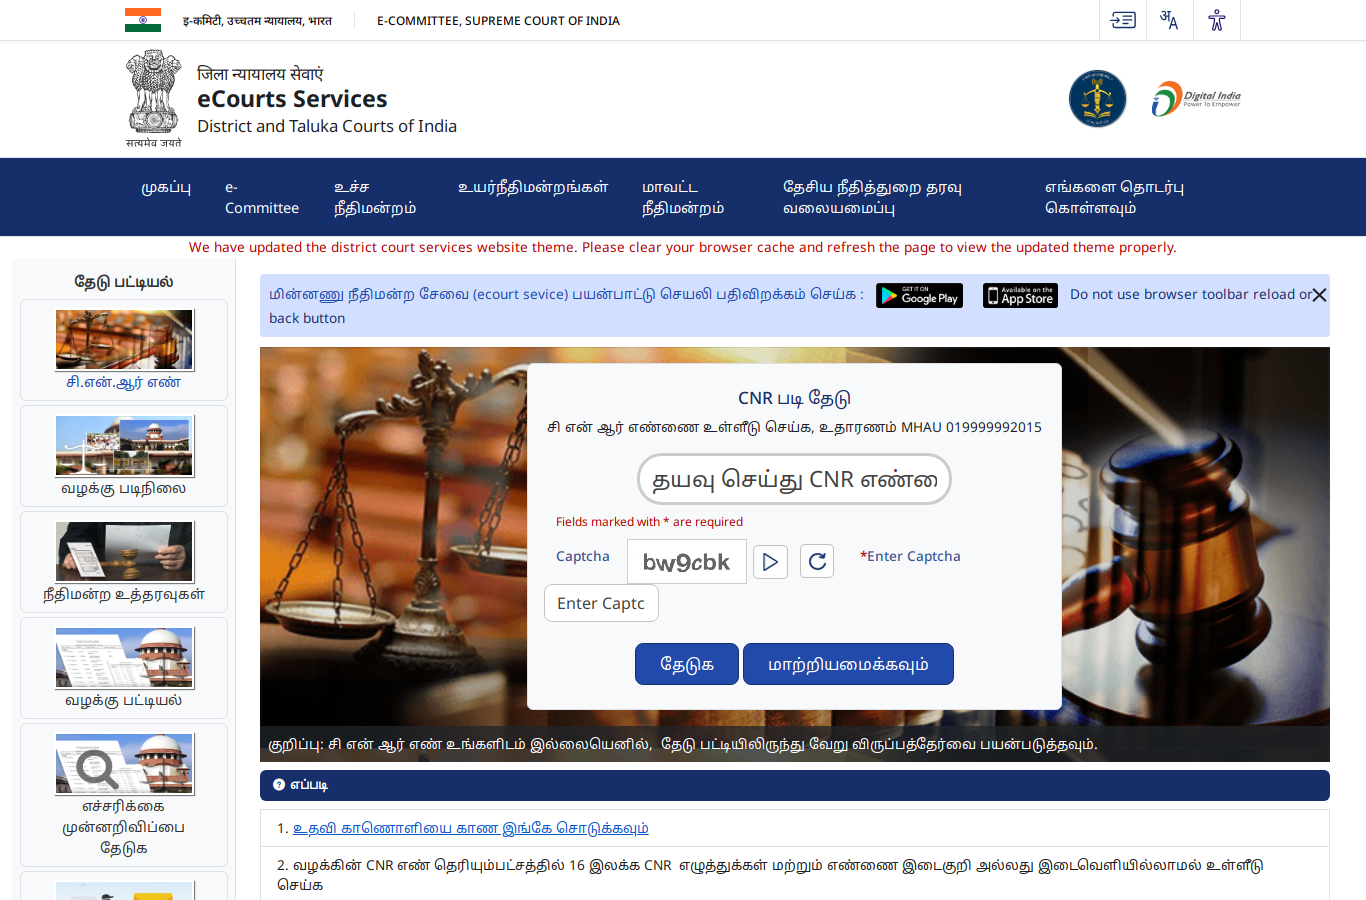 इ-कमिटी, उच्चतम न्यायालय, भारत
E-COMMITTEE, SUPREME COURT OF INDIA
अ A
सत्यमेव जयते
जिला न्यायालय सेवाएं
eCourts Services
District and Taluka Courts of India
Digital India
Power To Empower
முகப்பு
e-
Committee
உச்ச
நீதிமன்றம்
உயர்நீதிமன்றங்கள்
மாவட்ட
நீதிமன்றம்
தேசிய நீதித்துறை தரவு
வலையமைப்பு
எங்களை தொடர்பு
கொள்ளவும்
We have updated the district court services website theme. Please clear your browser cache and refresh the page to view the updated theme properly.
தேடு பட்டியல்
சி.என்.ஆர் எண்
வழக்கு படிநிலை
நீதிமன்ற உத்தரவுகள்
வழக்கு பட்டியல்
எச்சரிக்கை
முன்னறிவிப்பை
தேடுக
மின்னணு நீதிமன்ற சேவை (ecourt sevice) பயன்பாட்டு செயலி பதிவிறக்கம் செய்க :
GET IT ON
Google Play
Available on the
App Store
Do not use browser toolbar reload or
back button
CNR படி தேடு
சி என் ஆர் எண்ணை உள்ளீடு செய்க, உதாரணம் MHAU 019999992015
தயவு செய்து CNR எண்ணை
Fields marked with * are required
Captcha
bw9cbk
*Enter Captcha
Enter Captc
தேடுக
மாற்றியமைக்கவும்
குறிப்பு: சி என் ஆர் எண் உங்களிடம் இல்லையெனில்,  தேடு பட்டியிலிருந்து வேறு விருப்பத்தேர்வை பயன்படுத்தவும்.
எப்படி
1. உதவி காணொளியை காண இங்கே சொடுக்கவும்
2. வழக்கின் CNR எண் தெரியும்பட்சத்தில் 16 இலக்க CNR  எழுத்துக்கள் மற்றும் எண்ணை இடைகுறி அல்லது இடைவெளியில்லாமல் உள்ளீடு
செய்க